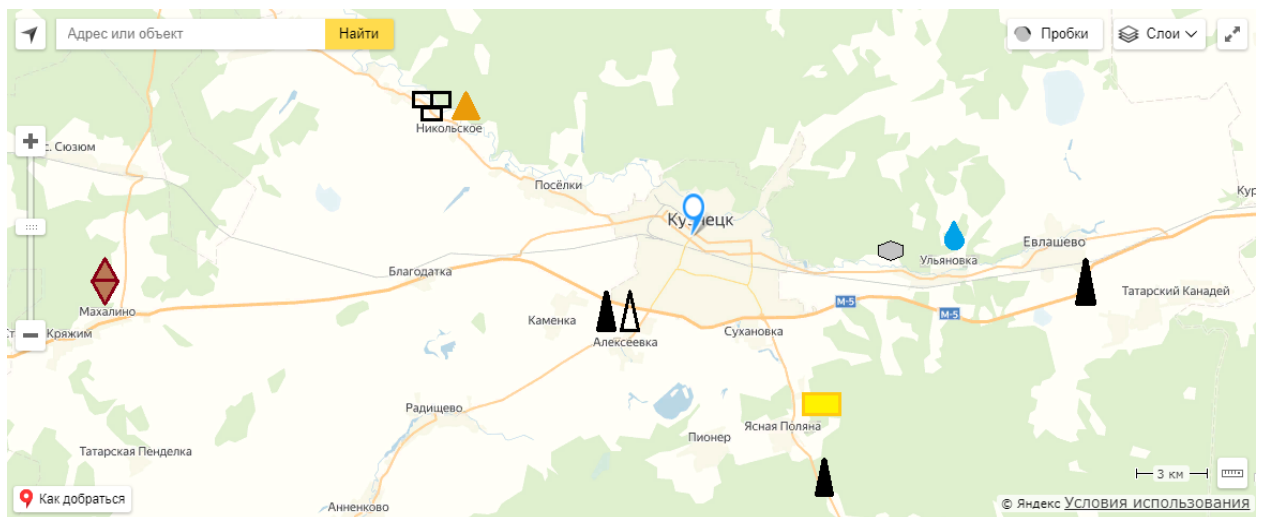 Адрес или объект
Найти
Пробки
Слои
Никольское
с. Сюзюм
Посёлки
Кур
Кузнецк
Евлашево
Ульяновка
Благодатка
Татарский Канадей
Махалино
М-5
М-5
Каменка
Кряжим
Сухановка
Алексеевка
Радищево
Ясная Поляна
Пионер
Татарская Пенделка
3 км
Как добраться
Анненково
© Яндекс Условия использования